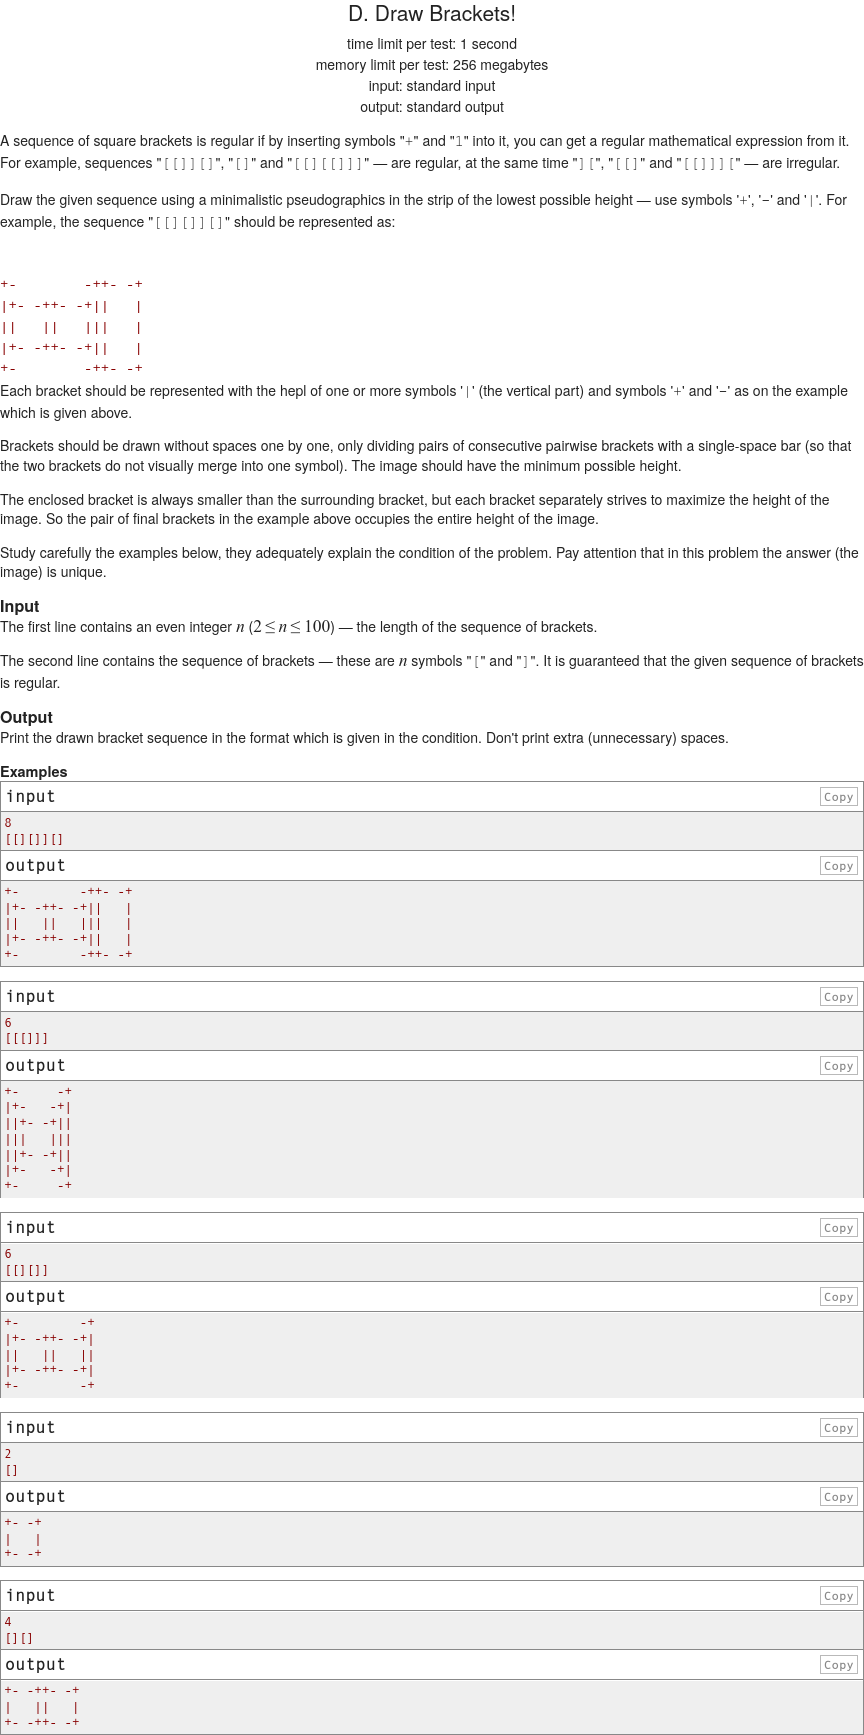 D. Draw Brackets!
time limit per test: 1 second
memory limit per test: 256 megabytes
input: standard input
output: standard output
A sequence of square brackets is regular if by inserting symbols "+" and "1" into it, you can get a regular mathematical expression from it.
For example, sequences "[[]][]", "[]" and "[[][[]]]" — are regular, at the same time "][", "[[]" and "[[]]][" — are irregular.
Draw the given sequence using a minimalistic pseudographics in the strip of the lowest possible height — use symbols '+', '-' and '|'. For
example, the sequence "[[][]][]" should be represented as:
+-        -++- -+
|+- -++- -+||   |
||   ||   |||   |
|+- -++- -+||   |
+-        -++- -+
Each bracket should be represented with the hepl of one or more symbols '|' (the vertical part) and symbols '+' and '-' as on the example
which is given above.
Brackets should be drawn without spaces one by one, only dividing pairs of consecutive pairwise brackets with a single-space bar (so that
the two brackets do not visually merge into one symbol). The image should have the minimum possible height.
The enclosed bracket is always smaller than the surrounding bracket, but each bracket separately strives to maximize the height of the
image. So the pair of final brackets in the example above occupies the entire height of the image.
Study carefully the examples below, they adequately explain the condition of the problem. Pay attention that in this problem the answer (the
image) is unique.
Input
The first line contains an even integer n (2 ≤ n ≤ 100) — the length of the sequence of brackets.
The second line contains the sequence of brackets — these are n symbols "[" and "]". It is guaranteed that the given sequence of brackets
is regular.
Output
Print the drawn bracket sequence in the format which is given in the condition. Don't print extra (unnecessary) spaces.
Examples
input Copy
8
[[][]][]
output Copy
+-        -++- -+
|+- -++- -+||   |
||   ||   |||   |
|+- -++- -+||   |
+-        -++- -+
input Copy
6
[[[]]]
output Copy
+-     -+
|+-   -+|
||+- -+||
|||   |||
||+- -+||
|+-   -+|
+-     -+
input Copy
6
[[][]]
output Copy
+-        -+
|+- -++- -+|
||   ||   ||
|+- -++- -+|
+-        -+
input Copy
2
[]
output Copy
+- -+
|   |
+- -+
input Copy
4
[][]
output Copy
+- -++- -+
|   ||   |
+- -++- -+